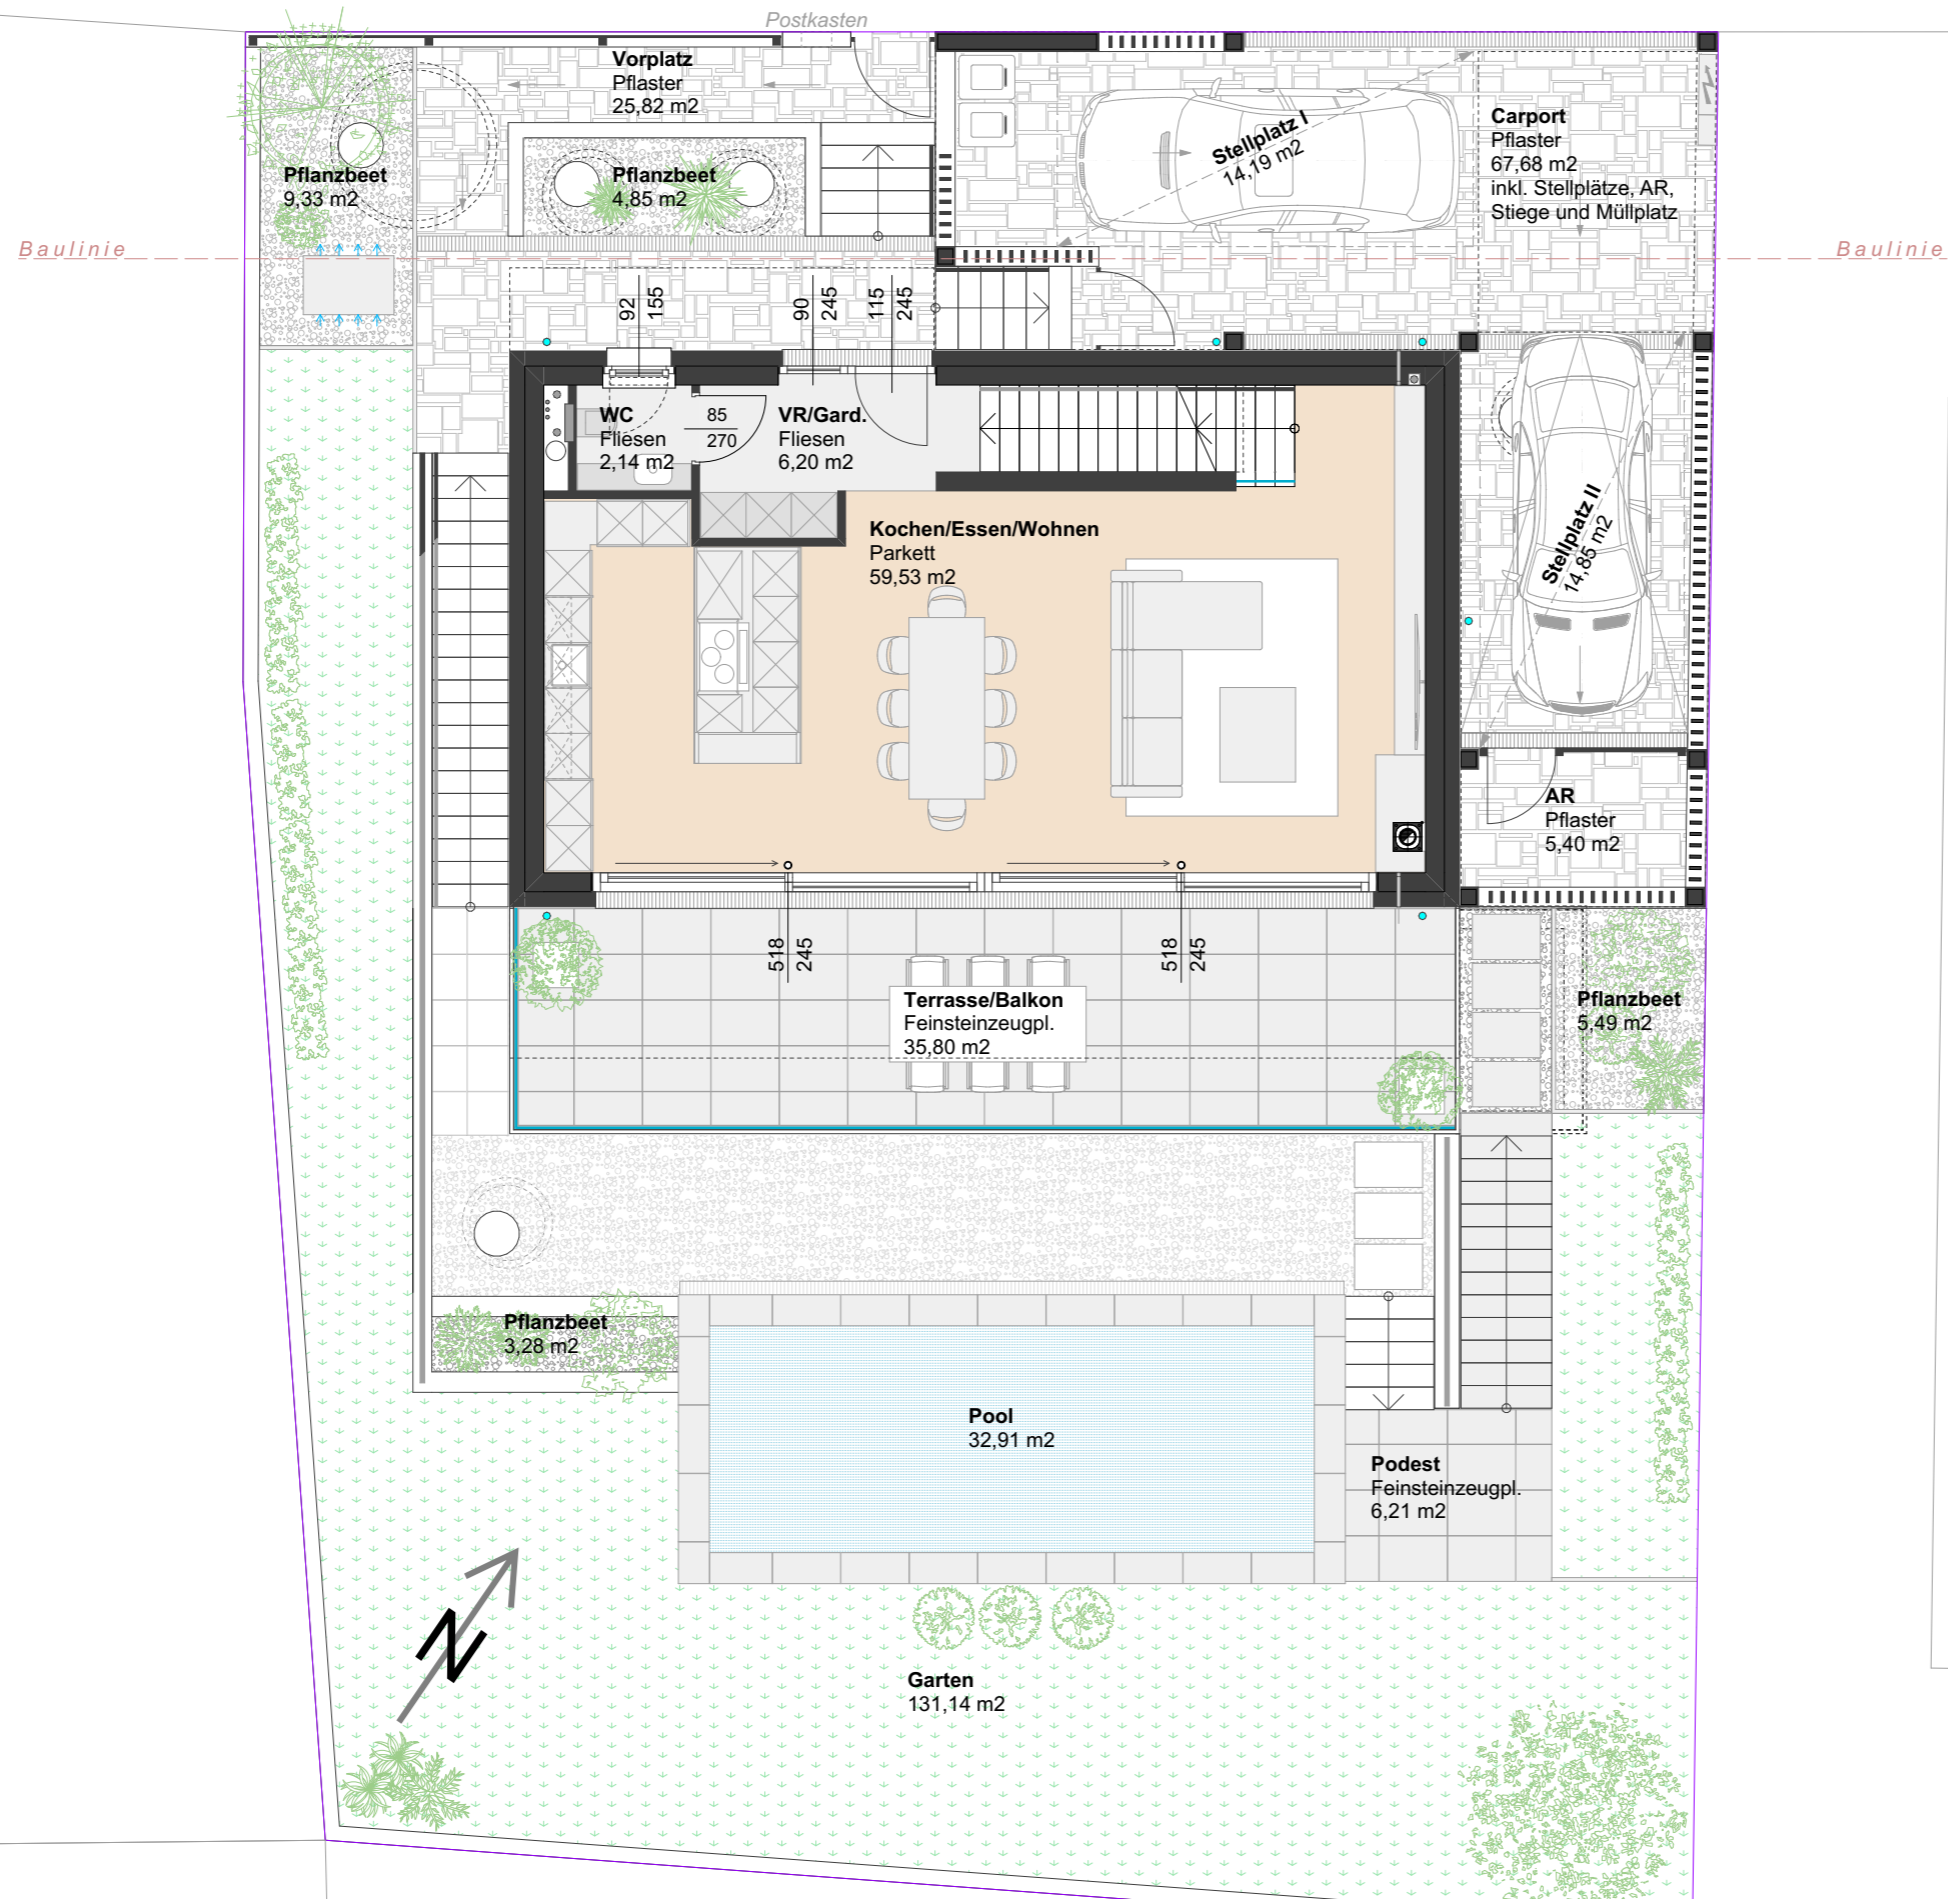 Postkasten
Vorplatz
Pflaster
25,82 m2
Pflanzbeet
9,33 m2
Pflanzbeet
4,85 m2
Stellplatz I
14,19 m2
Carport
Pflaster
67,68 m2
inkl. Stellplätze, AR,
Stiege und Müllplatz
Baulinie
Baulinie
92
155
90
245
115
245
WC
Fliesen
2,14 m2
85
270
VR/Gard.
Fliesen
6,20 m2
Kochen/Essen/Wohnen
Parkett
59,53 m2
Stellplatz II
14,85 m2
AR
Pflaster
5,40 m2
518
245
518
245
Terrasse/Balkon
Feinsteinzeugpl.
35,80 m2
Pflanzbeet
5,49 m2
Pflanzbeet
3,28 m2
Pool
32,91 m2
Podest
Feinsteinzeugpl.
6,21 m2
N
Garten
131,14 m2